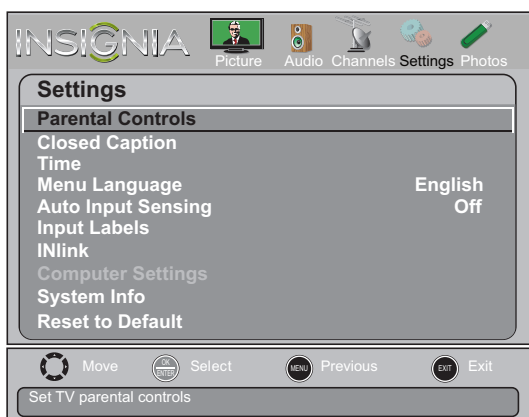 INSIGNIA
Picture Audio Channels Settings Photos
Settings
Parental Controls
Closed Caption
Time
Menu Language English
Auto Input Sensing Off
Input Labels
INlink
Computer Settings
System Info
Reset to Default
Move OK ENTER Select MENU Previous EXIT Exit
Set TV parental controls